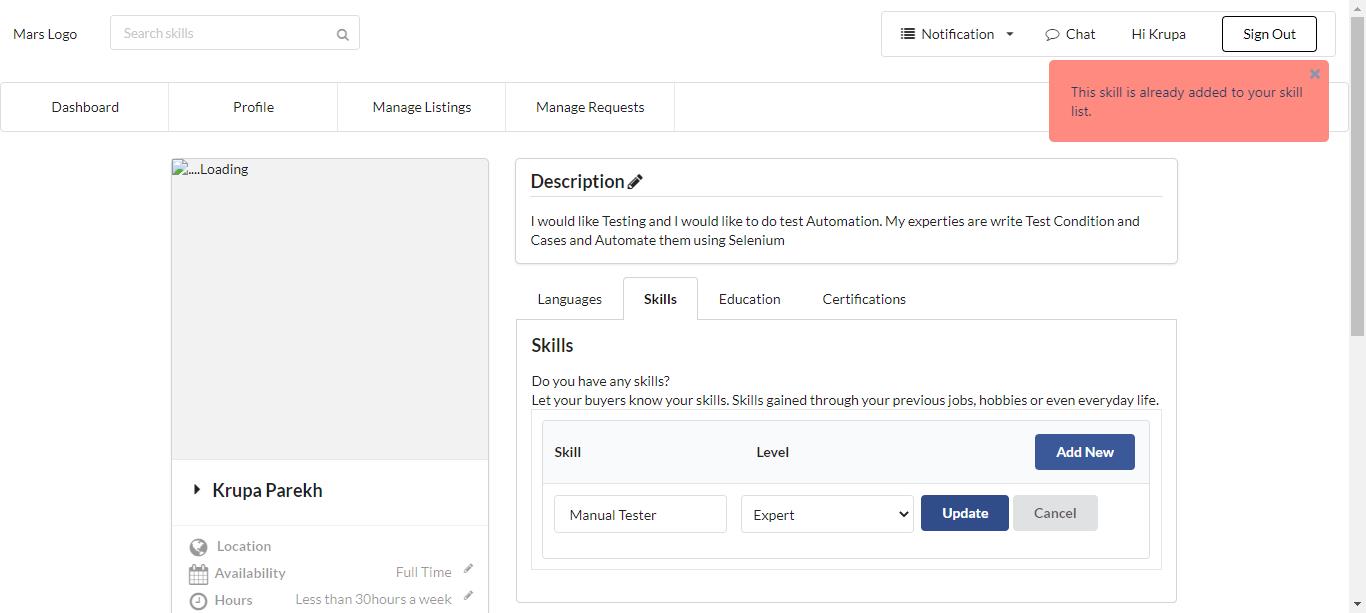 Mars Logo
Search skills
Notification
Chat
Hi Krupa
Sign Out
This skill is already added to your skill
list.
Dashboard
Profile
Manage Listings
Manage Requests
....Loading
Description
I would like Testing and I would like to do test Automation. My experties are write Test Condition and
Cases and Automate them using Selenium
Languages
Skills
Education
Certifications
Skills
Do you have any skills?
Let your buyers know your skills. Skills gained through your previous jobs, hobbies or even everyday life.
Skill
Level
Add New
Manual Tester
Expert
Update
Cancel
Krupa Parekh
Location
Availability
Full Time
Hours
Less than 30hours a week